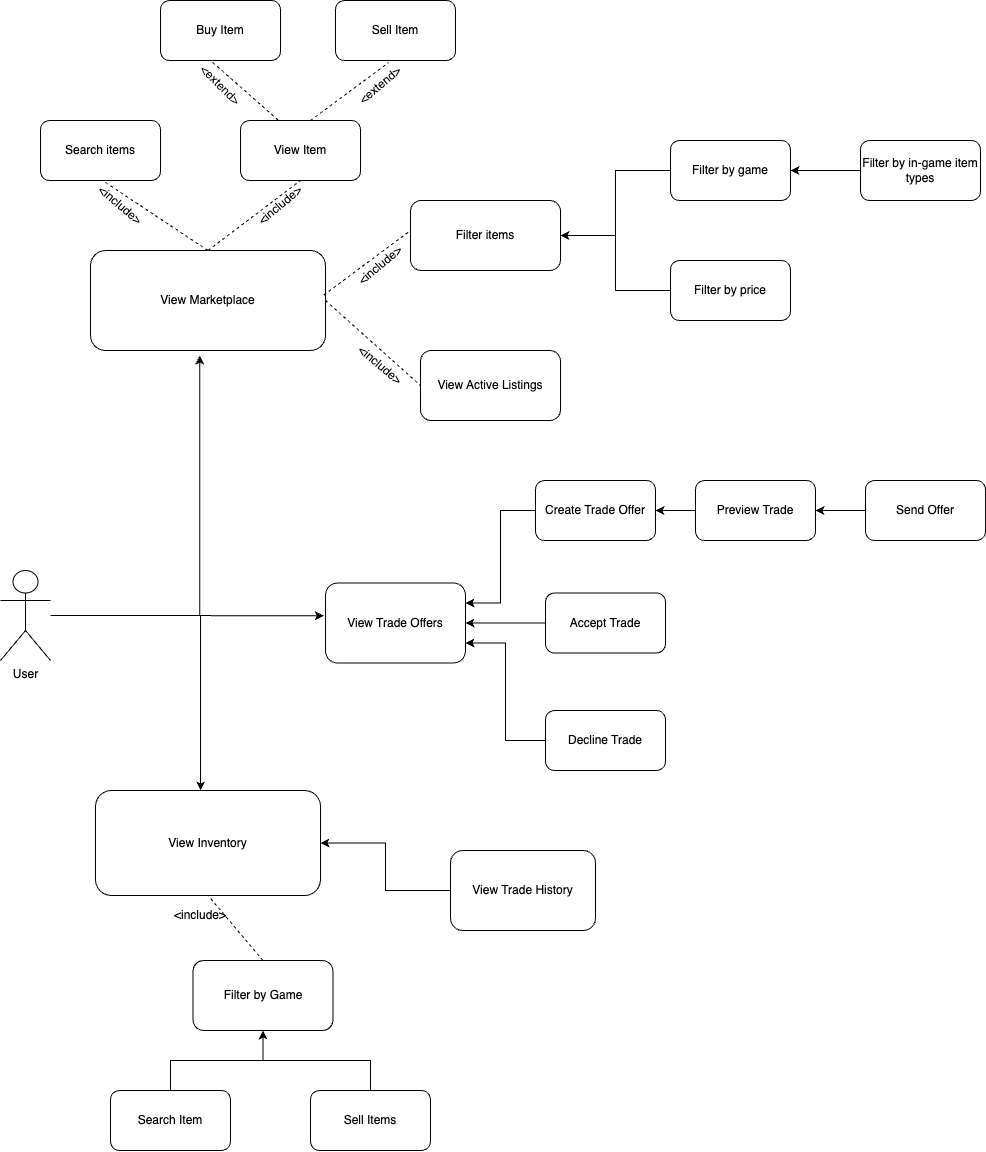 Buy Item
Sell Item
<extend>
<extend>
Search items
View Item
Filter by game
Filter by in-game item
types
<include>
<include>
Filter items
<include>
View Marketplace
Filter by price
<include>
View Active Listings
Create Trade Offer
Preview Trade
Send Offer
View Trade Offers
Accept Trade
User
Decline Trade
View Inventory
View Trade History
<include>
Filter by Game
Search Item
Sell Items